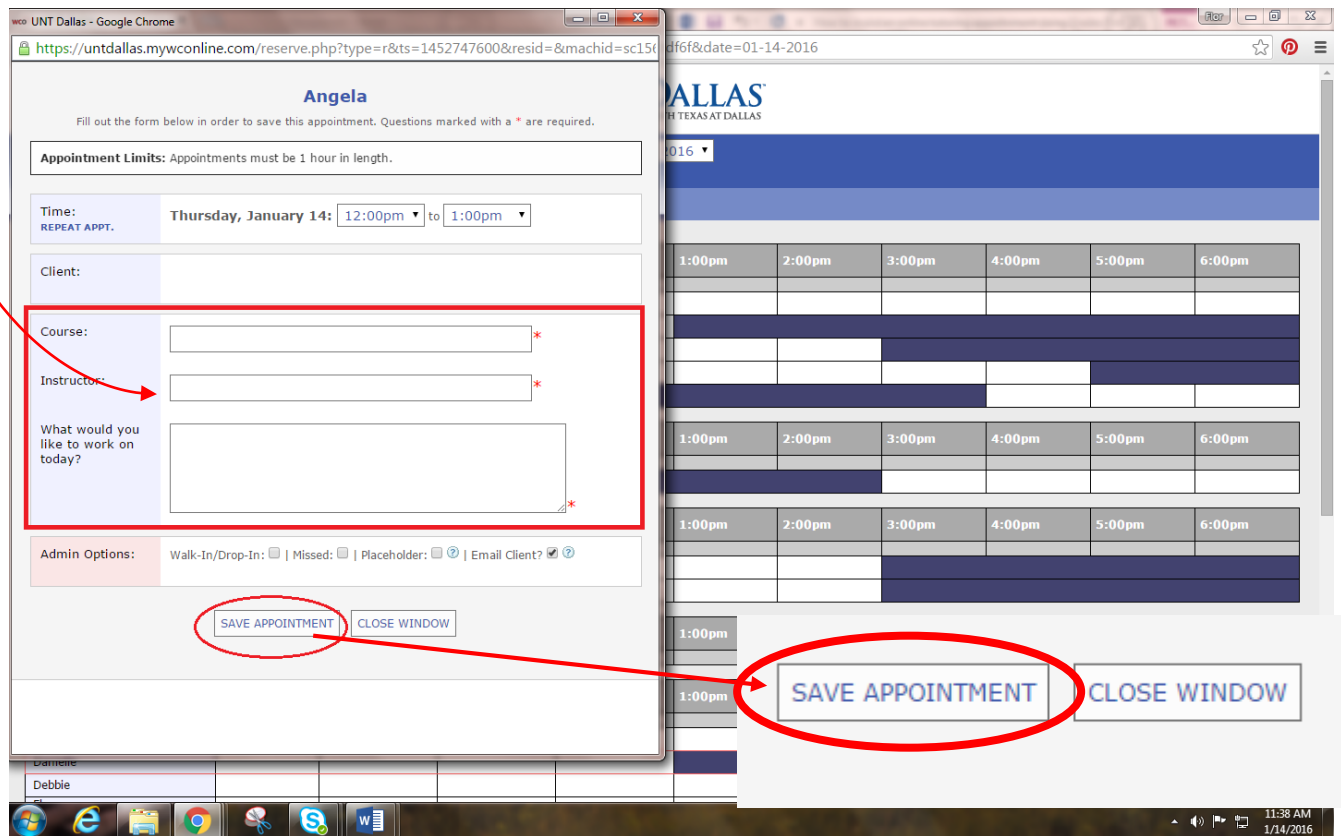 UNT Dallas - Google Chrome
Flor
https://untdallas.mywconline.com/reserve.php?type=r&ts=1452747600&resid=&machid=sc156
df6f&date=01-14-2016
Angela
Fill out the form below in order to save this appointment. Questions marked with a * are required.
Appointment Limits: Appointments must be 1 hour in length.
Time:
REPEAT APPT.
Thursday, January 14: 12:00pm to 1:00pm
Client:
Course: *
Instructor: *
What would you
like to work on
today?
*
Admin Options: Walk-In/Drop-In: | Missed: | Placeholder: ? | Email Client? ?
SAVE APPOINTMENT CLOSE WINDOW
DALLAS
H TEXAS AT DALLAS
2016
1:00pm 2:00pm 3:00pm 4:00pm 5:00pm 6:00pm
1:00pm 2:00pm 3:00pm 4:00pm 5:00pm 6:00pm
1:00pm 2:00pm 3:00pm 4:00pm 5:00pm 6:00pm
1:00pm
1:00pm
SAVE APPOINTMENT CLOSE WINDOW
Danielle
Debbie
11:38 AM
1/14/2016